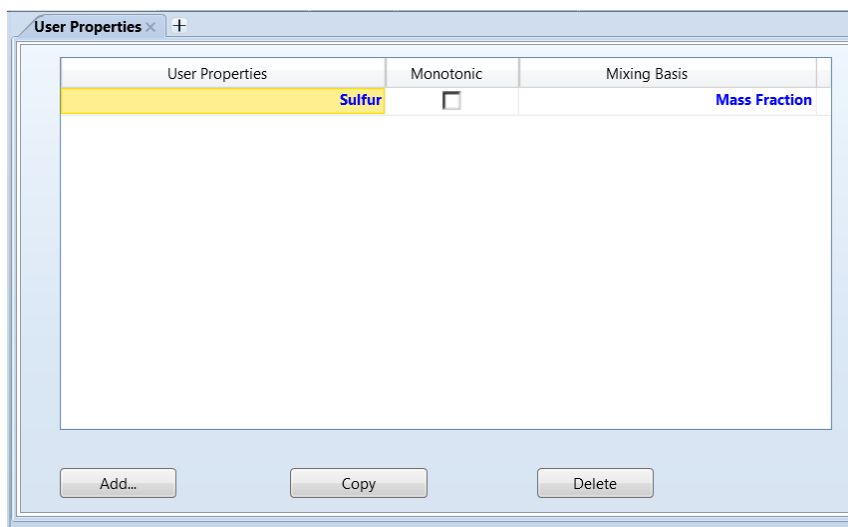 User Properties
User Properties Monotonic Mixing Basis
Sulfur Mass Fraction
Add... Copy Delete